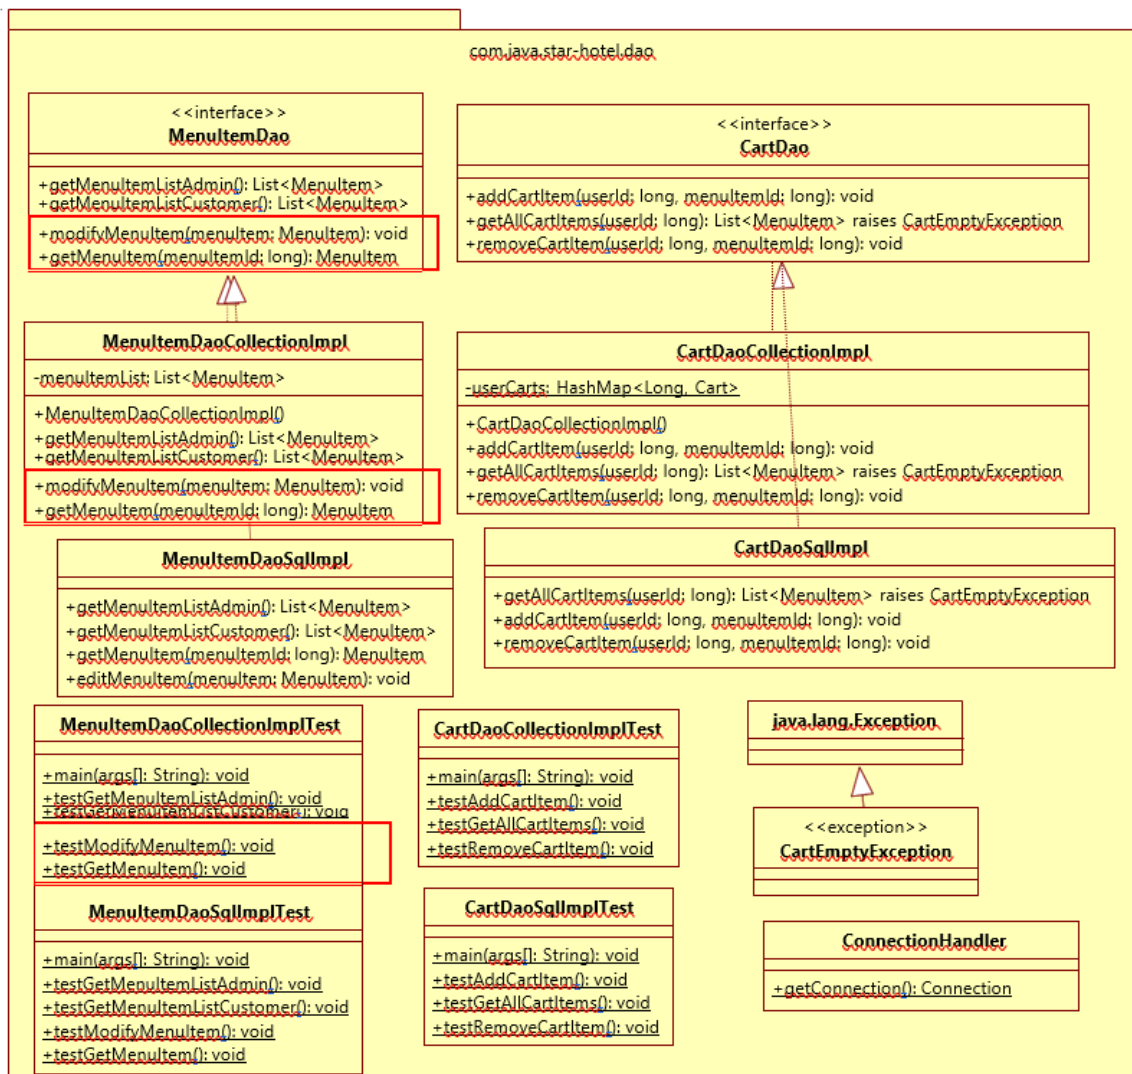 com.java.star-hotel.dao
<<interface>>
MenuItemDao
+getMenuItemListAdmin(): List<MenuItem>
+getMenuItemListCustomer(): List<MenuItem>
+modifyMenuItem(menuItem: MenuItem): void
+getMenuItem(menuItemId: long): MenuItem
<<interface>>
CartDao
+addCartItem(userId: long, menuItemId: long): void
+getAllCartItems(userId: long): List<MenuItem> raises CartEmptyException
+removeCartItem(userId: long, menuItemId: long): void
MenuItemDaoCollectionImpl
-menuItemList: List<MenuItem>
+MenuItemDaoCollectionImpl()
+getMenuItemListAdmin(): List<MenuItem>
+getMenuItemListCustomer(): List<MenuItem>
+modifyMenuItem(menuItem: MenuItem): void
+getMenuItem(menuItemId: long): MenuItem
CartDaoCollectionImpl
-userCarts: HashMap<Long, Cart>
+CartDaoCollectionImpl()
+addCartItem(userId: long, menuItemId: long): void
+getAllCartItems(userId: long): List<MenuItem> raises CartEmptyException
+removeCartItem(userId: long, menuItemId: long): void
MenuItemDaoSqlImpl
+getMenuItemListAdmin(): List<MenuItem>
+getMenuItemListCustomer(): List<MenuItem>
+getMenuItem(menuItemId: long): MenuItem
+editMenuItem(menuItem: MenuItem): void
CartDaoSqlImpl
+getAllCartItems(userId: long): List<MenuItem> raises CartEmptyException
+addCartItem(userId: long, menuItemId: long): void
+removeCartItem(userId: long, menuItemId: long): void
MenuItemDaoCollectionImplTest
+main(args[]: String): void
+testGetMenuItemListAdmin(): void
+testGetMenuItemListCustomer(): void
+testModifyMenuItem(): void
+testGetMenuItem(): void
CartDaoCollectionImplTest
+main(args[]: String): void
+testAddCartItem(): void
+testGetAllCartItems(): void
+testRemoveCartItem(): void
java.lang.Exception
<<exception>>
CartEmptyException
MenuItemDaoSqlImplTest
+main(args[]: String): void
+testGetMenuItemListAdmin(): void
+testGetMenuItemListCustomer(): void
+testModifyMenuItem(): void
+testGetMenuItem(): void
CartDaoSqlImplTest
+main(args[]: String): void
+testAddCartItem(): void
+testGetAllCartItems(): void
+testRemoveCartItem(): void
ConnectionHandler
+getConnection(): Connection